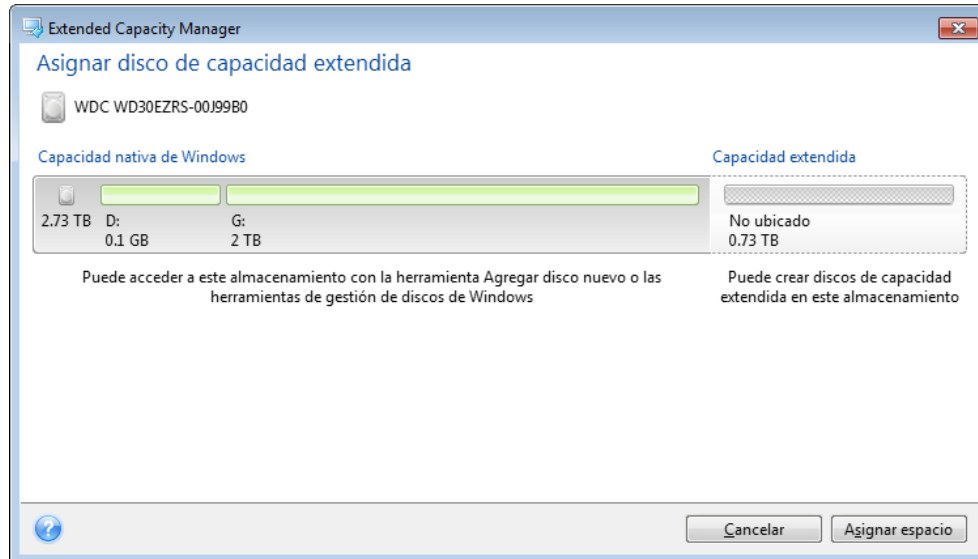 Extended Capacity Manager
Asignar disco de capacidad extendida
WDC WD30EZRS-00J99B0
Capacidad nativa de Windows
Capacidad extendida
2.73 TB
D:
0.1 GB
G:
2 TB
No ubicado
0.73 TB
Puede acceder a este almacenamiento con la herramienta Agregar disco nuevo o las
herramientas de gestión de discos de Windows
Puede crear discos de capacidad
extendida en este almacenamiento
?
Cancelar
Asignar espacio